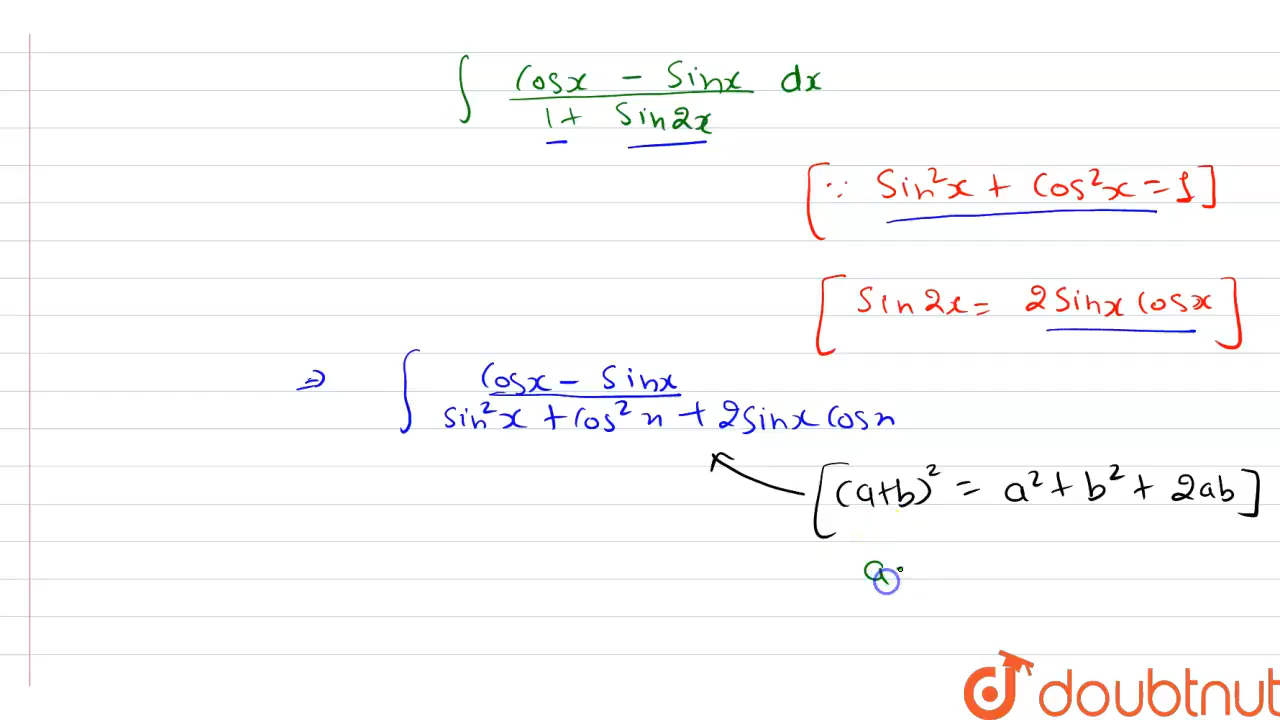 ∫ (cosx - sinx)/(1 + sin2x) dx
[∵ sin²x + cos²x = 1]
[sin2x = 2sinx cosx]
⇒ ∫ (cosx - sinx)/(sin²x + cos²x + 2sinx cosx)
[(a+b)² = a² + b² + 2ab]
a
doubtnut